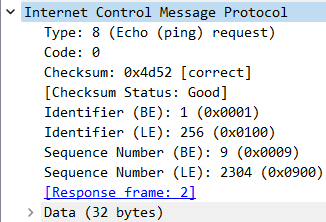 Internet Control Message Protocol
Type: 8 (Echo (ping) request)
Code: 0
Checksum: 0x4d52 [correct]
[Checksum Status: Good]
Identifier (BE): 1 (0x0001)
Identifier (LE): 256 (0x0100)
Sequence Number (BE): 9 (0x0009)
Sequence Number (LE): 2304 (0x0900)
[Response frame: 2]
Data (32 bytes)